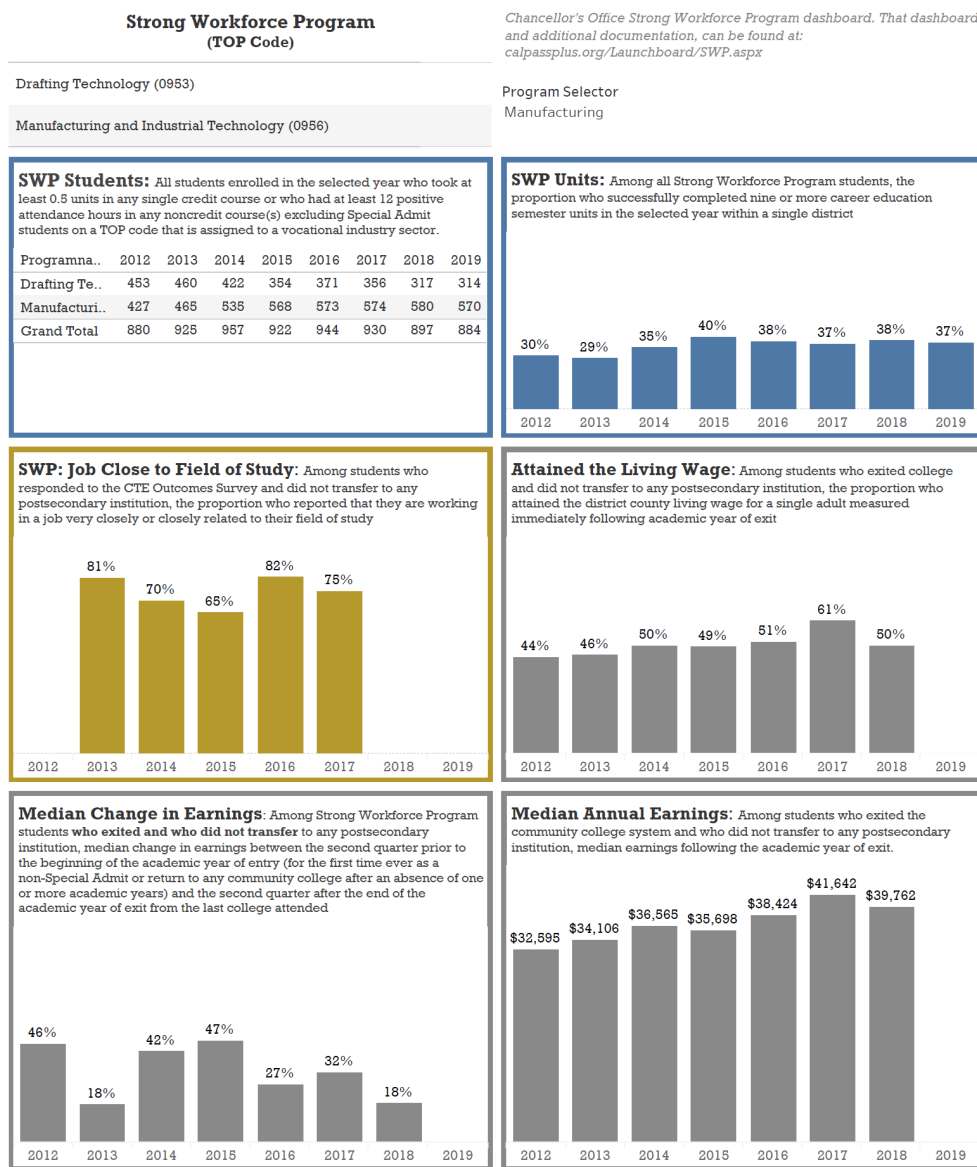 Strong Workforce Program
(TOP Code)
Drafting Technology (0953)
Manufacturing and Industrial Technology (0956)
Chancellor's Office Strong Workforce Program dashboard. That dashboard
and additional documentation, can be found at:
calpassplus.org/Launchboard/SWP.aspx
Program Selector
Manufacturing
SWP Students: All students enrolled in the selected year who took at
least 0.5 units in any single credit course or who had at least 12 positive
attendance hours in any noncredit course(s) excluding Special Admit
students on a TOP code that is assigned to a vocational industry sector.
Programna.. 2012 2013 2014 2015 2016 2017 2018 2019
Drafting Te.. 453 460 422 354 371 356 317 314
Manufacturi.. 427 465 535 568 573 574 580 570
Grand Total 880 925 957 922 944 930 897 884
SWP Units: Among all Strong Workforce Program students, the
proportion who successfully completed nine or more career education
semester units in the selected year within a single district
30% 29% 35% 40% 38% 37% 38% 37%
2012 2013 2014 2015 2016 2017 2018 2019
SWP: Job Close to Field of Study: Among students who
responded to the CTE Outcomes Survey and did not transfer to any
postsecondary institution, the proportion who reported that they are working
in a job very closely or closely related to their field of study
81% 70% 65% 82% 75%
2012 2013 2014 2015 2016 2017 2018 2019
Attained the Living Wage: Among students who exited college
and did not transfer to any postsecondary institution, the proportion who
attained the district county living wage for a single adult measured
immediately following academic year of exit
44% 46% 50% 49% 51% 61% 50%
2012 2013 2014 2015 2016 2017 2018 2019
Median Change in Earnings: Among Strong Workforce Program
students who exited and who did not transfer to any postsecondary
institution, median change in earnings between the second quarter prior to
the beginning of the academic year of entry (for the first time ever as a
non-Special Admit or return to any community college after an absence of one
or more academic years) and the second quarter after the end of the
academic year of exit from the last college attended
46% 18% 42% 47% 27% 32% 18%
2012 2013 2014 2015 2016 2017 2018 2019
Median Annual Earnings: Among students who exited the
community college system and who did not transfer to any postsecondary
institution, median earnings following the academic year of exit.
$32,595 $34,106 $36,565 $35,698 $38,424 $41,642 $39,762
2012 2013 2014 2015 2016 2017 2018 2019